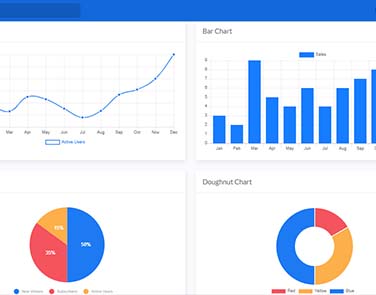 Bar Chart
Sales
9
8
7
6
5
4
3
2
1
0
Mar Apr May Jun Jul Aug Sep Oct Nov Dec
Active Users
Jan Feb Mar Apr May Jun Jul Aug Sep
Doughnut Chart
15%
35%
50%
New Visitors Subscribers Active Users
Red Yellow Blue